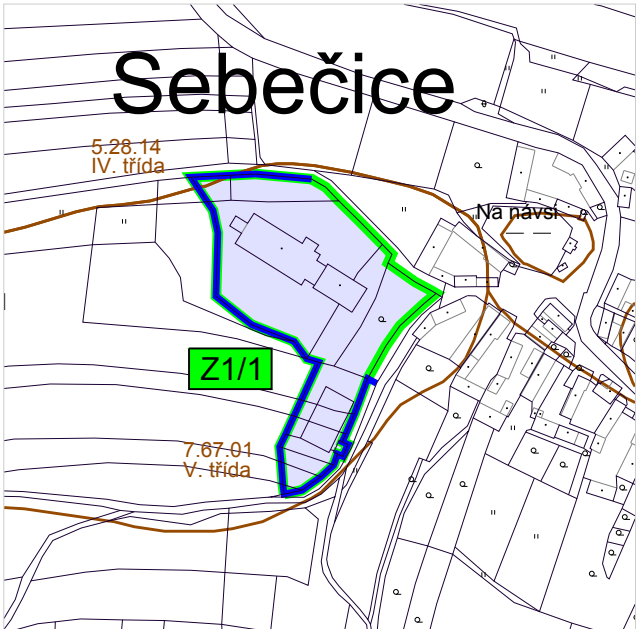 Sebečice
5.28.14
IV. třída
Na návsi
Z1/1
7.67.01
V. třída